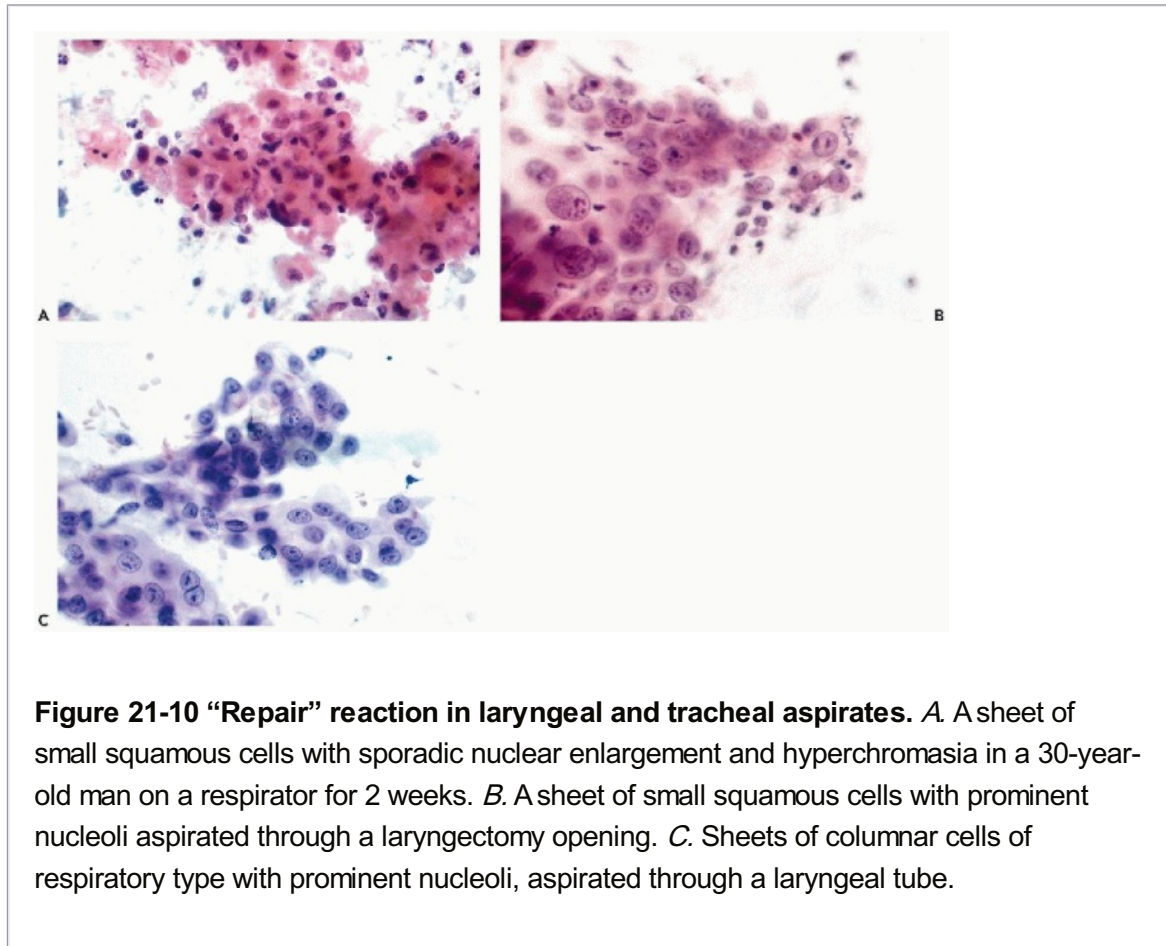 A
B
C
Figure 21-10 “Repair” reaction in laryngeal and tracheal aspirates. A. A sheet of
small squamous cells with sporadic nuclear enlargement and hyperchromasia in a 30-year-
old man on a respirator for 2 weeks. B. A sheet of small squamous cells with prominent
nucleoli aspirated through a laryngectomy opening. C. Sheets of columnar cells of
respiratory type with prominent nucleoli, aspirated through a laryngeal tube.